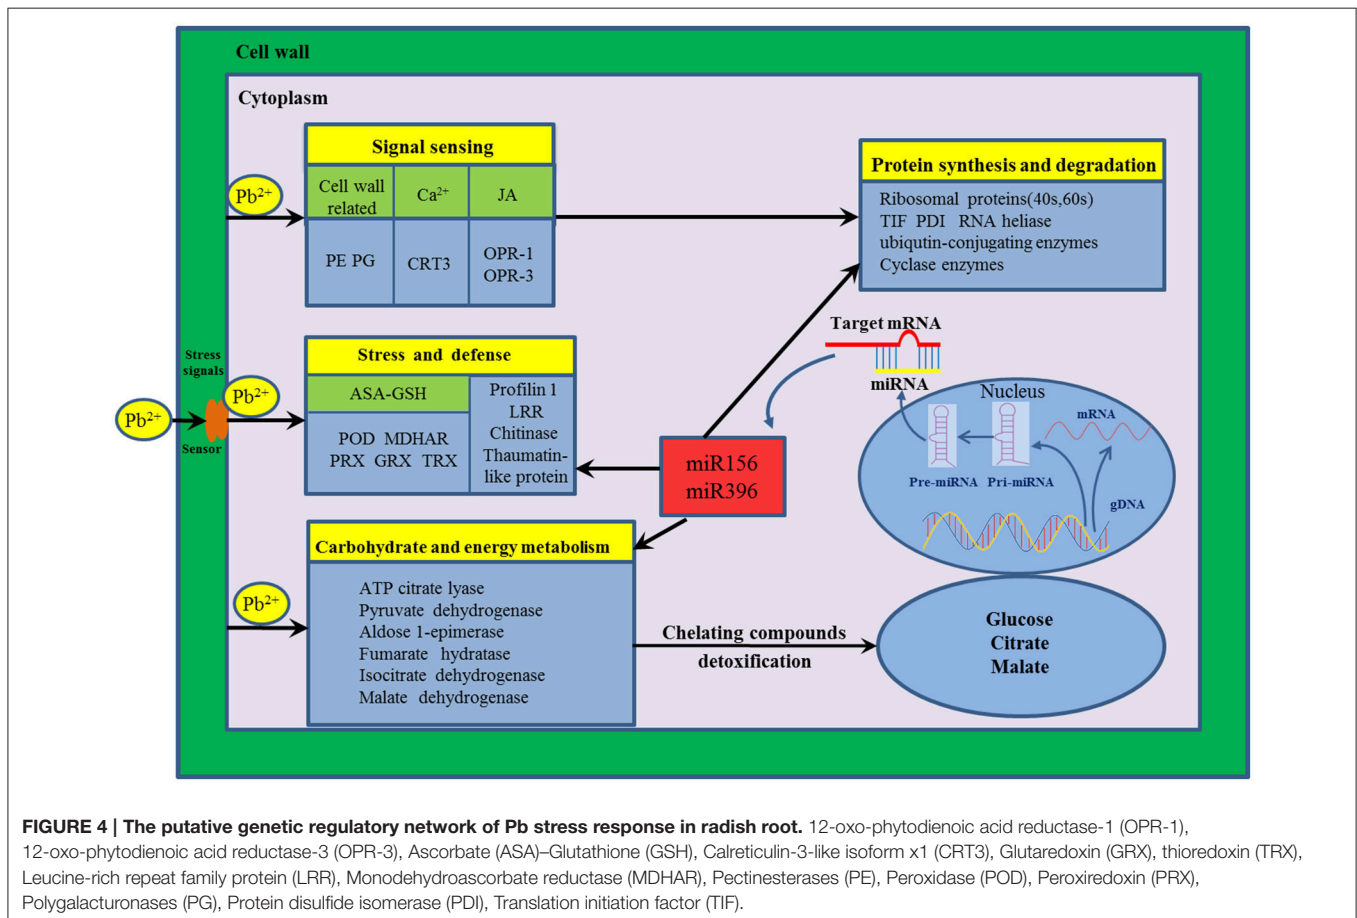 Cell wall
Cytoplasm
Signal sensing
Cell wall
related
Ca²⁺
JA
PE PG
CRT3
OPR-1
OPR-3
Pb²⁺
Protein synthesis and degradation
Ribosomal proteins(40s,60s)
TIF PDI RNA heliase
ubiqutin-conjugating enzymes
Cyclase enzymes
Stress
signals
Sensor
Pb²⁺
Pb²⁺
Stress and defense
ASA-GSH
POD MDHAR
PRX GRX TRX
Profilin 1
LRR
Chitinase
Thaumatin-
like protein
miR156
miR396
Target mRNA
miRNA
Nucleus
mRNA
Pre-miRNA
Pri-miRNA
gDNA
Pb²⁺
Carbohydrate and energy metabolism
ATP citrate lyase
Pyruvate dehydrogenase
Aldose 1-epimerase
Fumarate hydratase
Isocitrate dehydrogenase
Malate dehydrogenase
Chelating compounds
detoxification
Glucose
Citrate
Malate
FIGURE 4 | The putative genetic regulatory network of Pb stress response in radish root. 12-oxo-phytodienoic acid reductase-1 (OPR-1),
12-oxo-phytodienoic acid reductase-3 (OPR-3), Ascorbate (ASA)–Glutathione (GSH), Calreticulin-3-like isoform x1 (CRT3), Glutaredoxin (GRX), thioredoxin (TRX),
Leucine-rich repeat family protein (LRR), Monodehydroascorbate reductase (MDHAR), Pectinesterases (PE), Peroxidase (POD), Peroxiredoxin (PRX),
Polygalacturonases (PG), Protein disulfide isomerase (PDI), Translation initiation factor (TIF).